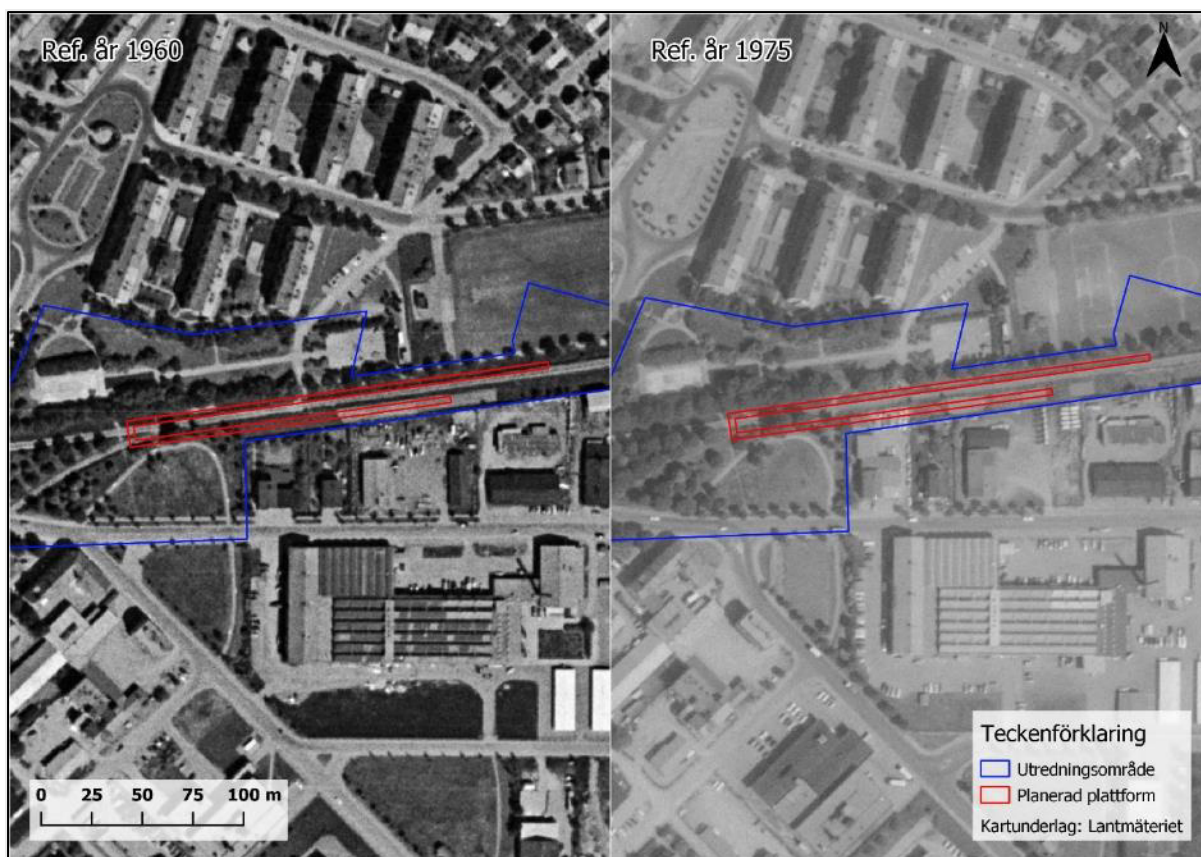 Ref. år 1960
Ref. år 1975
N
Teckenförklaring
Utredningsområde
Planerad plattform
Kartunderlag: Lantmäteriet
0 25 50 75 100 m